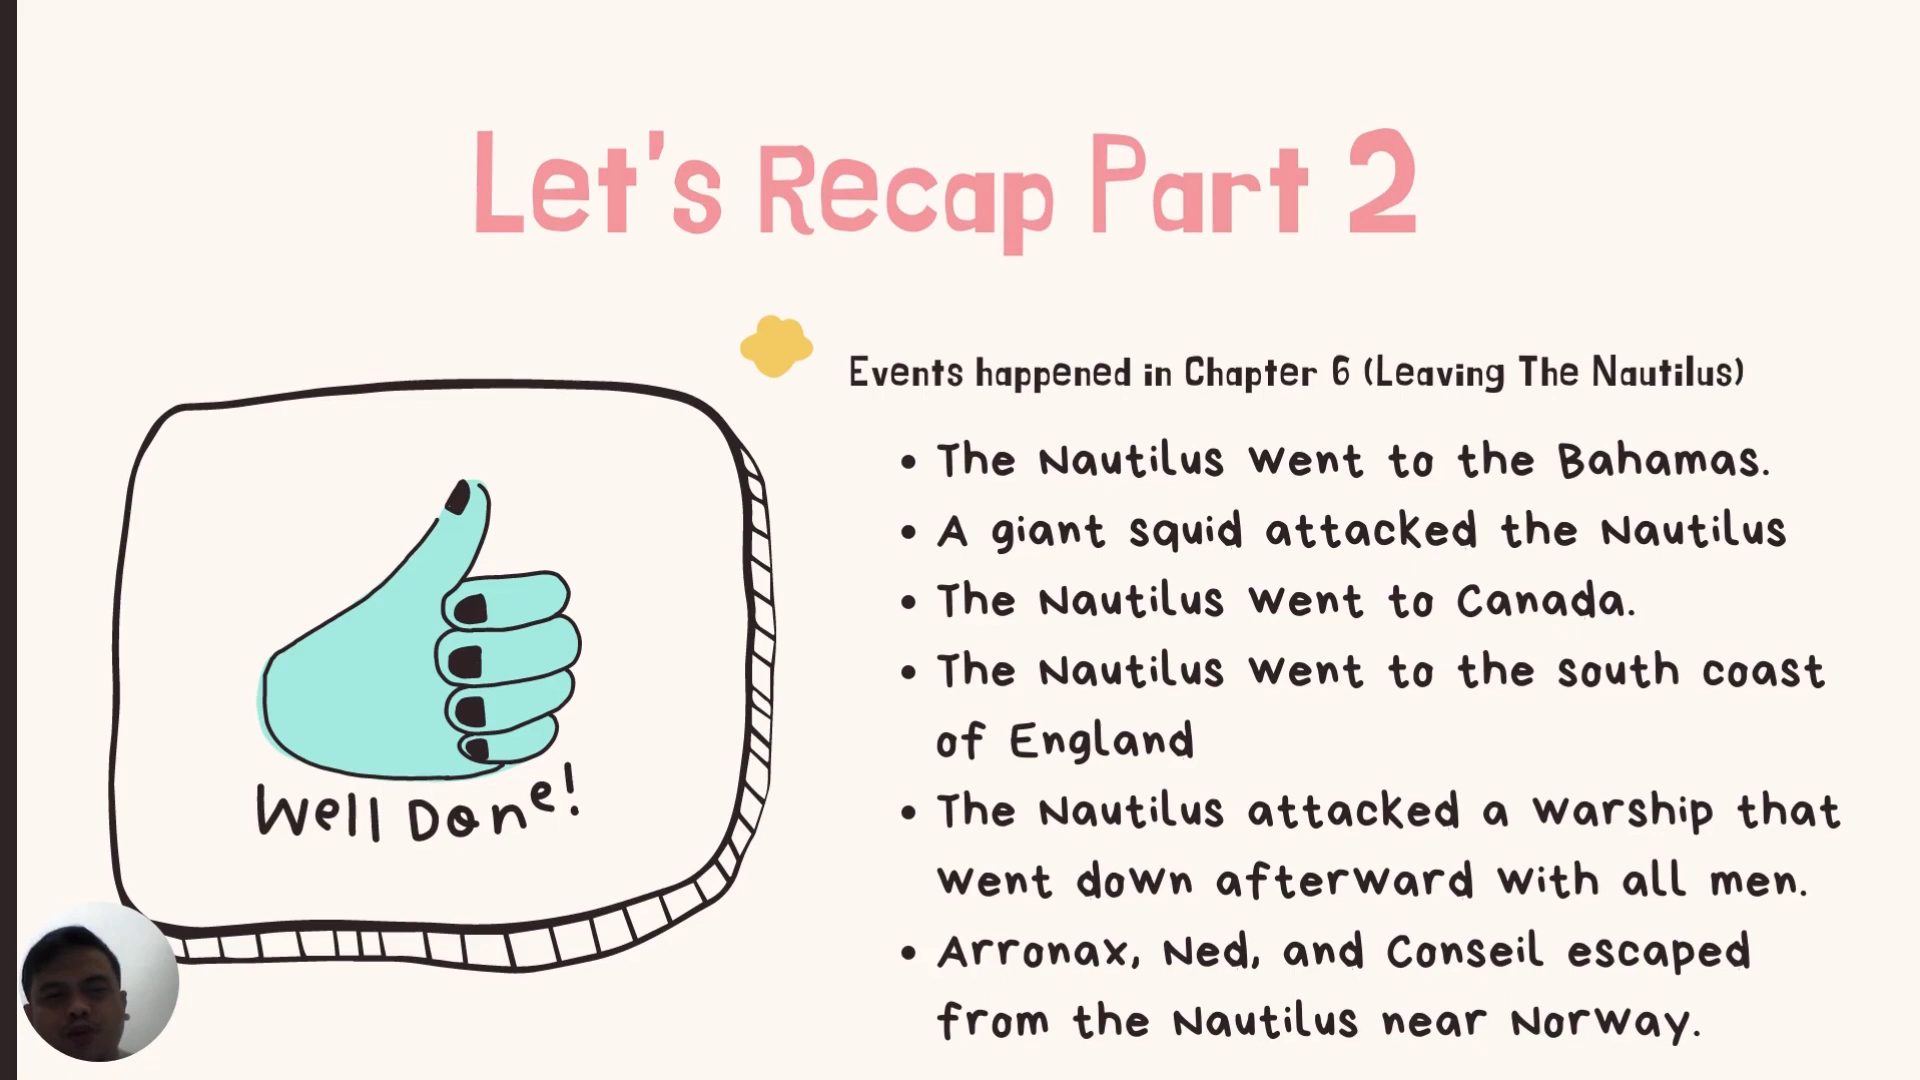 Let's Recap Part 2
Events happened in Chapter 6 (Leaving The Nautilus)
• The Nautilus went to the Bahamas.
• A giant squid attacked the Nautilus
• The Nautilus went to Canada.
• The Nautilus went to the south coast
of England
• The Nautilus attacked a warship that
went down afterward with all men.
• Arronax, Ned, and Conseil escaped
from the Nautilus near Norway.
Well Done!